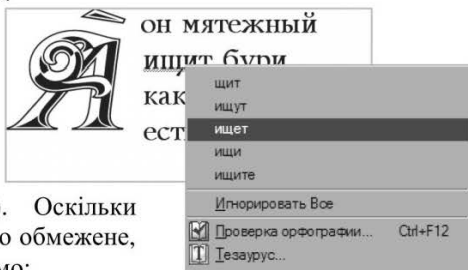 А
он мятежный
ищит бури
как
ест
щит
ищут
ищет
ищи
ищите
Игнорировать Все
Проверка орфографии... Ctrl+F12
Тезаурус...
. Оскільки
о обмежене,
мо: